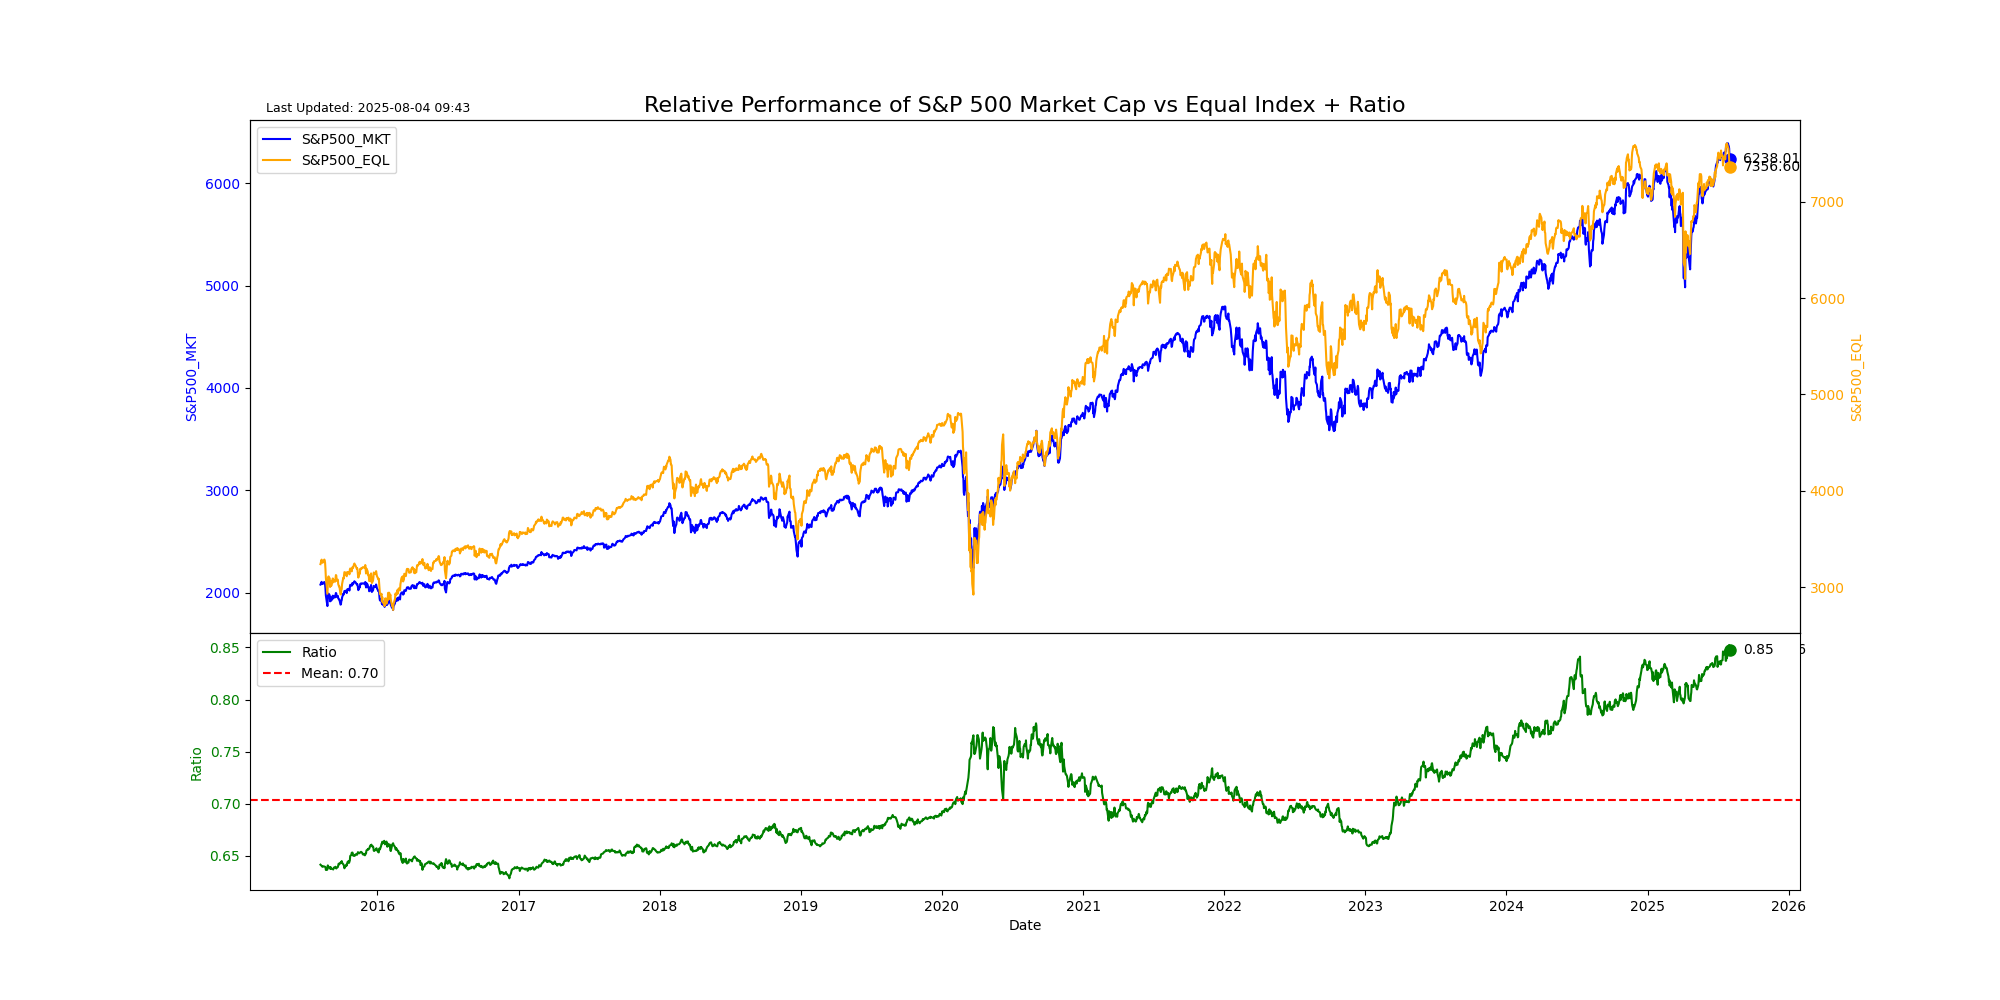 Last Updated: 2025-08-04 09:43
Relative Performance of S&P 500 Market Cap vs Equal Index + Ratio
S&P500_MKT
S&P500_EQL
6238.01
7356.60
6000
5000
4000
3000
2000
S&P500_MKT
7000
6000
5000
4000
3000
S&P500_EQL
Ratio
Mean: 0.70
0.85
0.85
0.80
0.75
0.70
0.65
Ratio
2016
2017
2018
2019
2020
2021
2022
2023
2024
2025
2026
Date